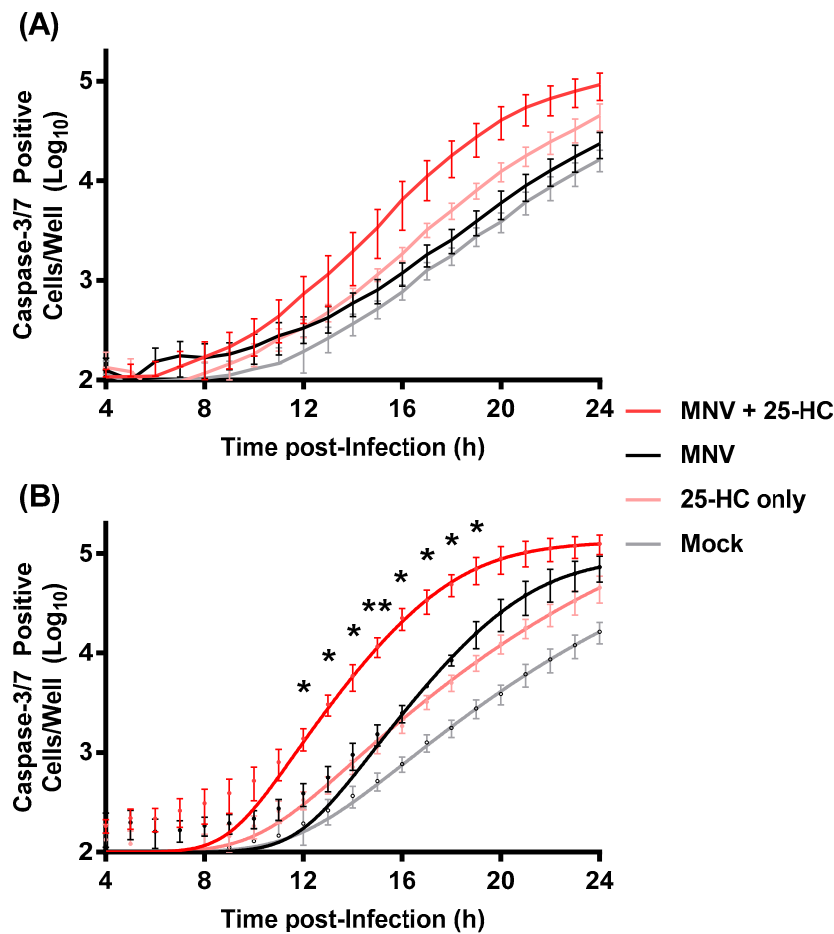 (A)
Caspase-3/7 Positive
Cells/Well (Log10)
5
4
3
2
4 8 12 16 20 24
Time post-Infection (h)
MNV + 25-HC
MNV
25-HC only
Mock
(B)
Caspase-3/7 Positive
Cells/Well (Log10)
5
4
3
2
* * * ** * * * *
4 8 12 16 20 24
Time post-Infection (h)